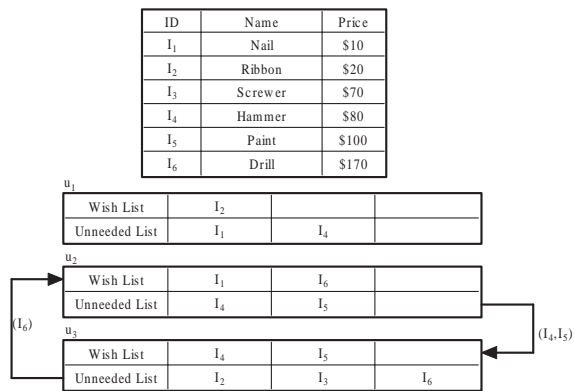 ID Name Price
I1 Nail $10
I2 Ribbon $20
I3 Screwer $70
I4 Hammer $80
I5 Paint $100
I6 Drill $170
u1
Wish List I2
Unneeded List I1 I4
u2
Wish List I1 I6
Unneeded List I4 I5
(I6)
(I4,I5)
u3
Wish List I4 I5
Unneeded List I2 I3 I6